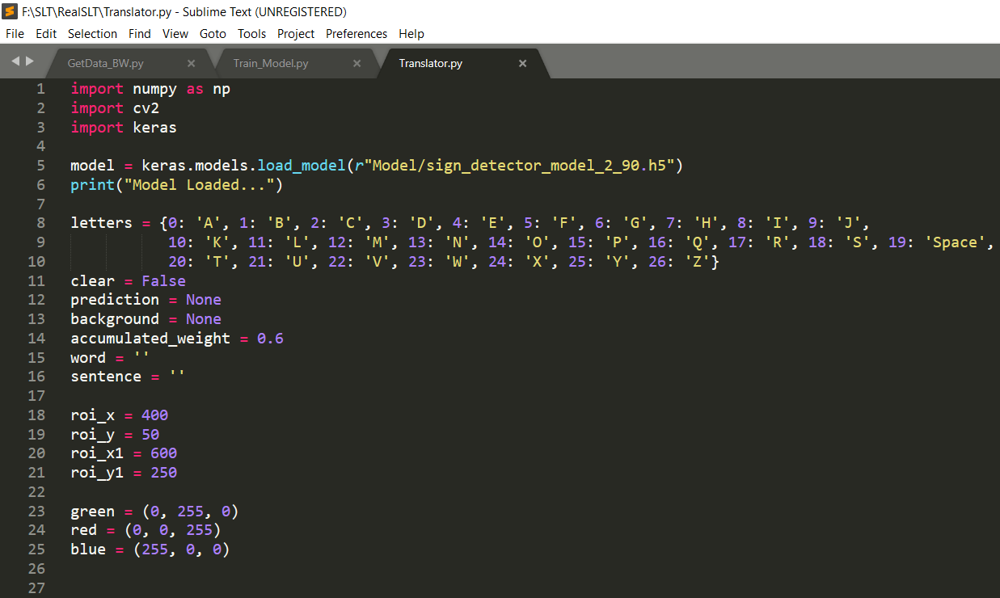 F:\SLT\RealSLT\Translator.py - Sublime Text (UNREGISTERED)
File Edit Selection Find View Goto Tools Project Preferences Help
GetData_BW.py Train_Model.py Translator.py
1 import numpy as np
2 import cv2
3 import keras
4
5 model = keras.models.load_model(r"Model/sign_detector_model_2_90.h5")
6 print("Model Loaded...")
7
8 letters = {0: 'A', 1: 'B', 2: 'C', 3: 'D', 4: 'E', 5: 'F', 6: 'G', 7: 'H', 8: 'I', 9: 'J',
9 10: 'K', 11: 'L', 12: 'M', 13: 'N', 14: 'O', 15: 'P', 16: 'Q', 17: 'R', 18: 'S', 19: 'Space',
10 20: 'T', 21: 'U', 22: 'V', 23: 'W', 24: 'X', 25: 'Y', 26: 'Z'}
11 clear = False
12 prediction = None
13 background = None
14 accumulated_weight = 0.6
15 word = ''
16 sentence = ''
17
18 roi_x = 400
19 roi_y = 50
20 roi_x1 = 600
21 roi_y1 = 250
22
23 green = (0, 255, 0)
24 red = (0, 0, 255)
25 blue = (255, 0, 0)
26
27